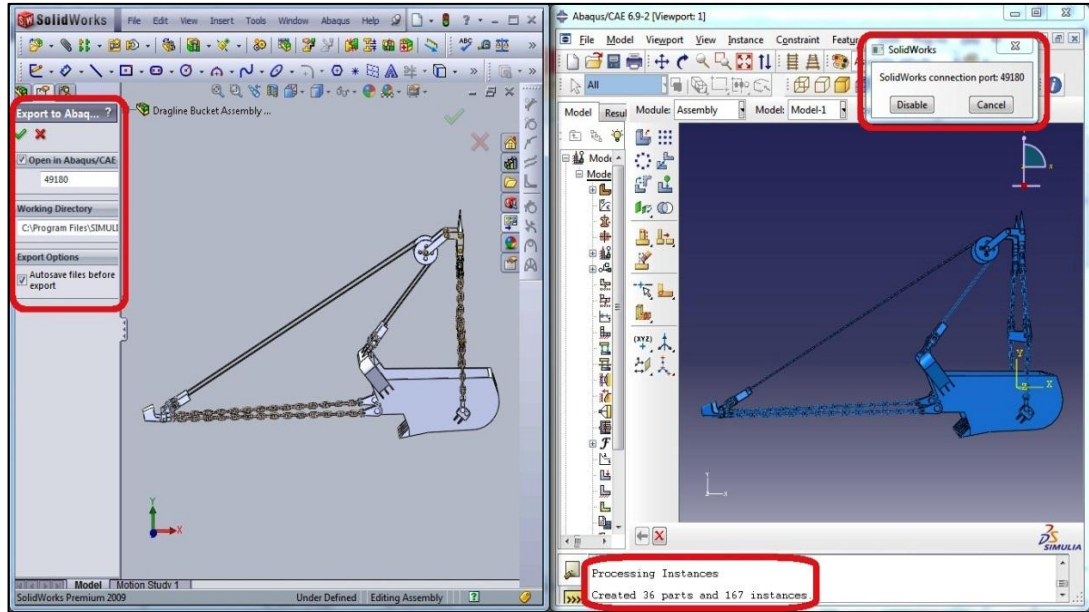 SolidWorks File Edit View Insert Tools Window Abaqus Help
Export to Abaq... ?
Open in Abaqus/CAE
49180
Working Directory
C:\Program Files\SIMULI
Export Options
Autosave files before
export
Dragline Bucket Assembly ...
Y
X
Model Motion Study 1
SolidWorks Premium 2009 Under Defined Editing Assembly
Abaqus/CAE 6.9-2 [Viewport: 1]
File Model Viewport View Instance Constraint Featu
All
SolidWorks
SolidWorks connection port: 49180
Disable Cancel
Model Resul Module: Assembly Model: Model-1
Mode
Mode
(XYZ)
Y
Z X
SIMULIA
Processing Instances
Created 36 parts and 167 instances.
>>>